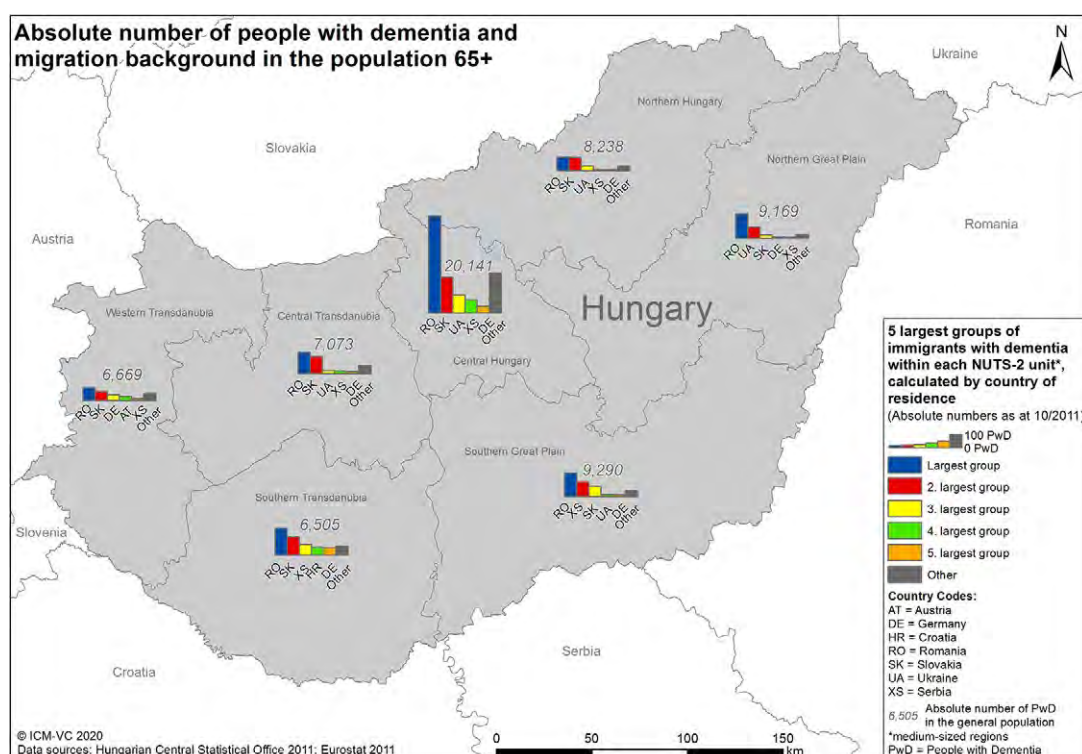 Absolute number of people with dementia and
migration background in the population 65+
N
Ukraine
Slovakia
Northern Hungary
8,238
RO SK UA XS DE Other
Northern Great Plain
9,169
RO UA SK DE XS Other
Romania
Austria
20,141
RO SK UA XS DE Other
Hungary
Western Transdanubia
Central Transdanubia
Central Hungary
7,073
RO SK UA XS DE Other
6,669
RO SK DE AT XS Other
Southern Great Plain
9,290
RO XS SK UA DE Other
Southern Transdanubia
6,505
RO SK XS HR DE Other
Slovenia
Croatia
Serbia
5 largest groups of
immigrants with dementia
within each NUTS-2 unit*,
calculated by country of
residence
(Absolute numbers as at 10/2011)
100 PwD
0 PwD
Largest group
2. largest group
3. largest group
4. largest group
5. largest group
Other
Country Codes:
AT = Austria
DE = Germany
HR = Croatia
RO = Romania
SK = Slovakia
UA = Ukraine
XS = Serbia
6,505 Absolute number of PwD
in the general population
*medium-sized regions
PwD = People with Dementia
© ICM-VC 2020
Data sources: Hungarian Central Statistical Office 2011; Eurostat 2011
0 50 100 150
km